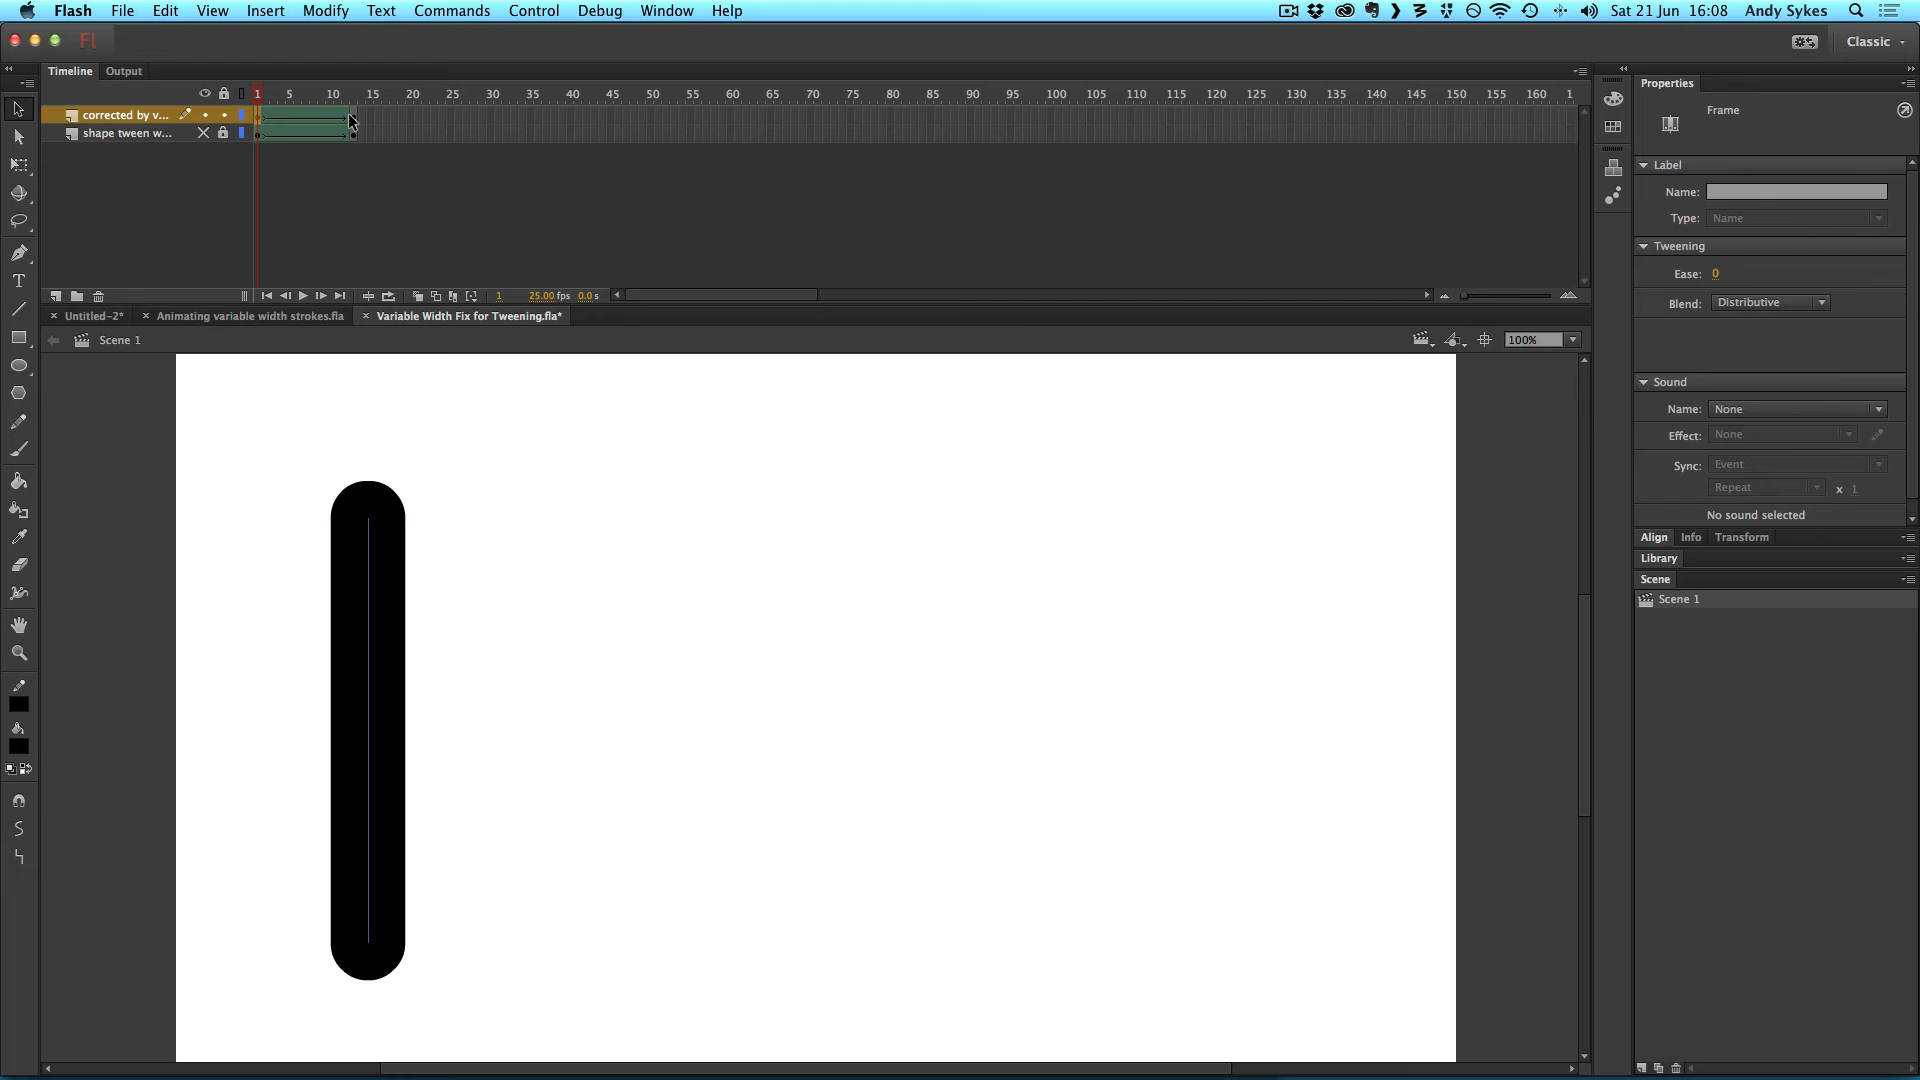 Flash File Edit View Insert Modify Text Commands Control Debug Window Help Sat 21 Jun 16:08 Andy Sykes
Fl Classic
Timeline Output
1 5 10 15 20 25 30 35 40 45 50 55 60 65 70 75 80 85 90 95 100 105 110 115 120 125 130 135 140 145 150 155 160 1
corrected by v...
shape tween w...
1 25.00fps 0.0s
Untitled-2* Animating variable width strokes.fla Variable Width Fix for Tweening.fla*
Scene 1 100%
Properties
Frame
Label
Name:
Type: Name
Tweening
Ease: 0
Blend: Distributive
Sound
Name: None
Effect: None
Sync: Event
Repeat x 1
No sound selected
Align Info Transform
Library
Scene
Scene 1